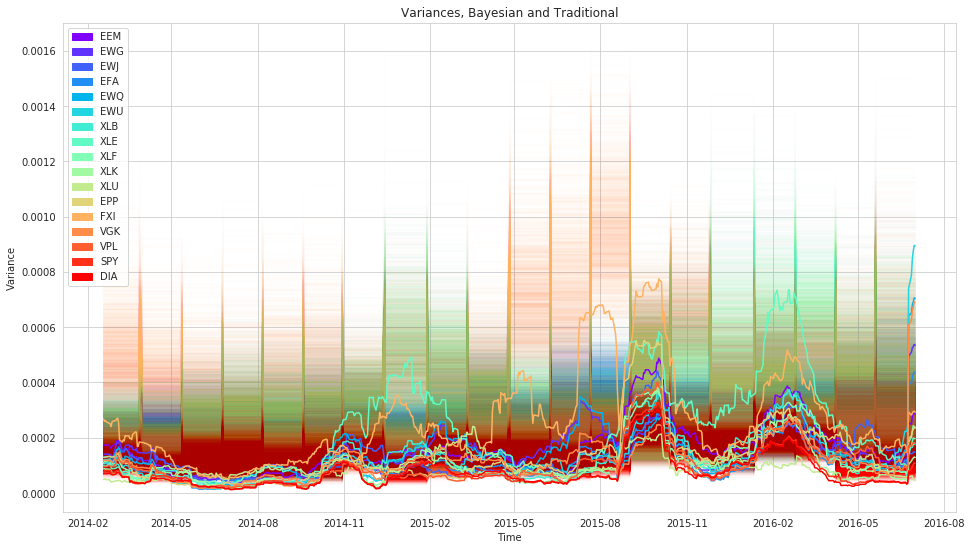 Variances, Bayesian and Traditional
EEM
EWG
EWJ
EFA
EWQ
EWU
XLB
XLE
XLF
XLK
XLU
EPP
FXI
VGK
VPL
SPY
DIA
Variance
0.0016
0.0014
0.0012
0.0010
0.0008
0.0006
0.0004
0.0002
0.0000
2014-02
2014-05
2014-08
2014-11
2015-02
2015-05
2015-08
2015-11
2016-02
2016-05
2016-08
Time